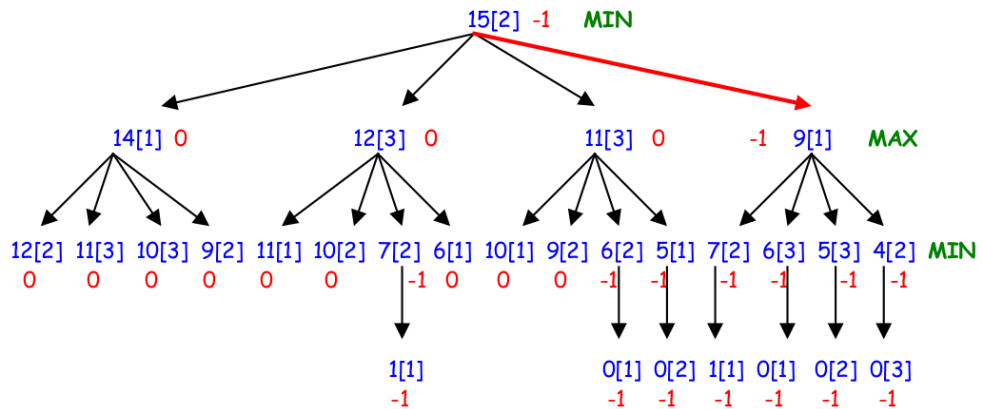 15[2] -1 MIN
14[1] 0 12[3] 0 11[3] 0 -1 9[1] MAX
12[2] 11[3] 10[3] 9[2] 11[1] 10[2] 7[2] 6[1] 10[1] 9[2] 6[2] 5[1] 7[2] 6[3] 5[3] 4[2] MIN
0 0 0 0 0 0 -1 0 0 0 -1 -1 -1 -1 -1 -1
1[1] 0[1] 0[2] 1[1] 0[1] 0[2] 0[3]
-1 -1 -1 -1 -1 -1 -1